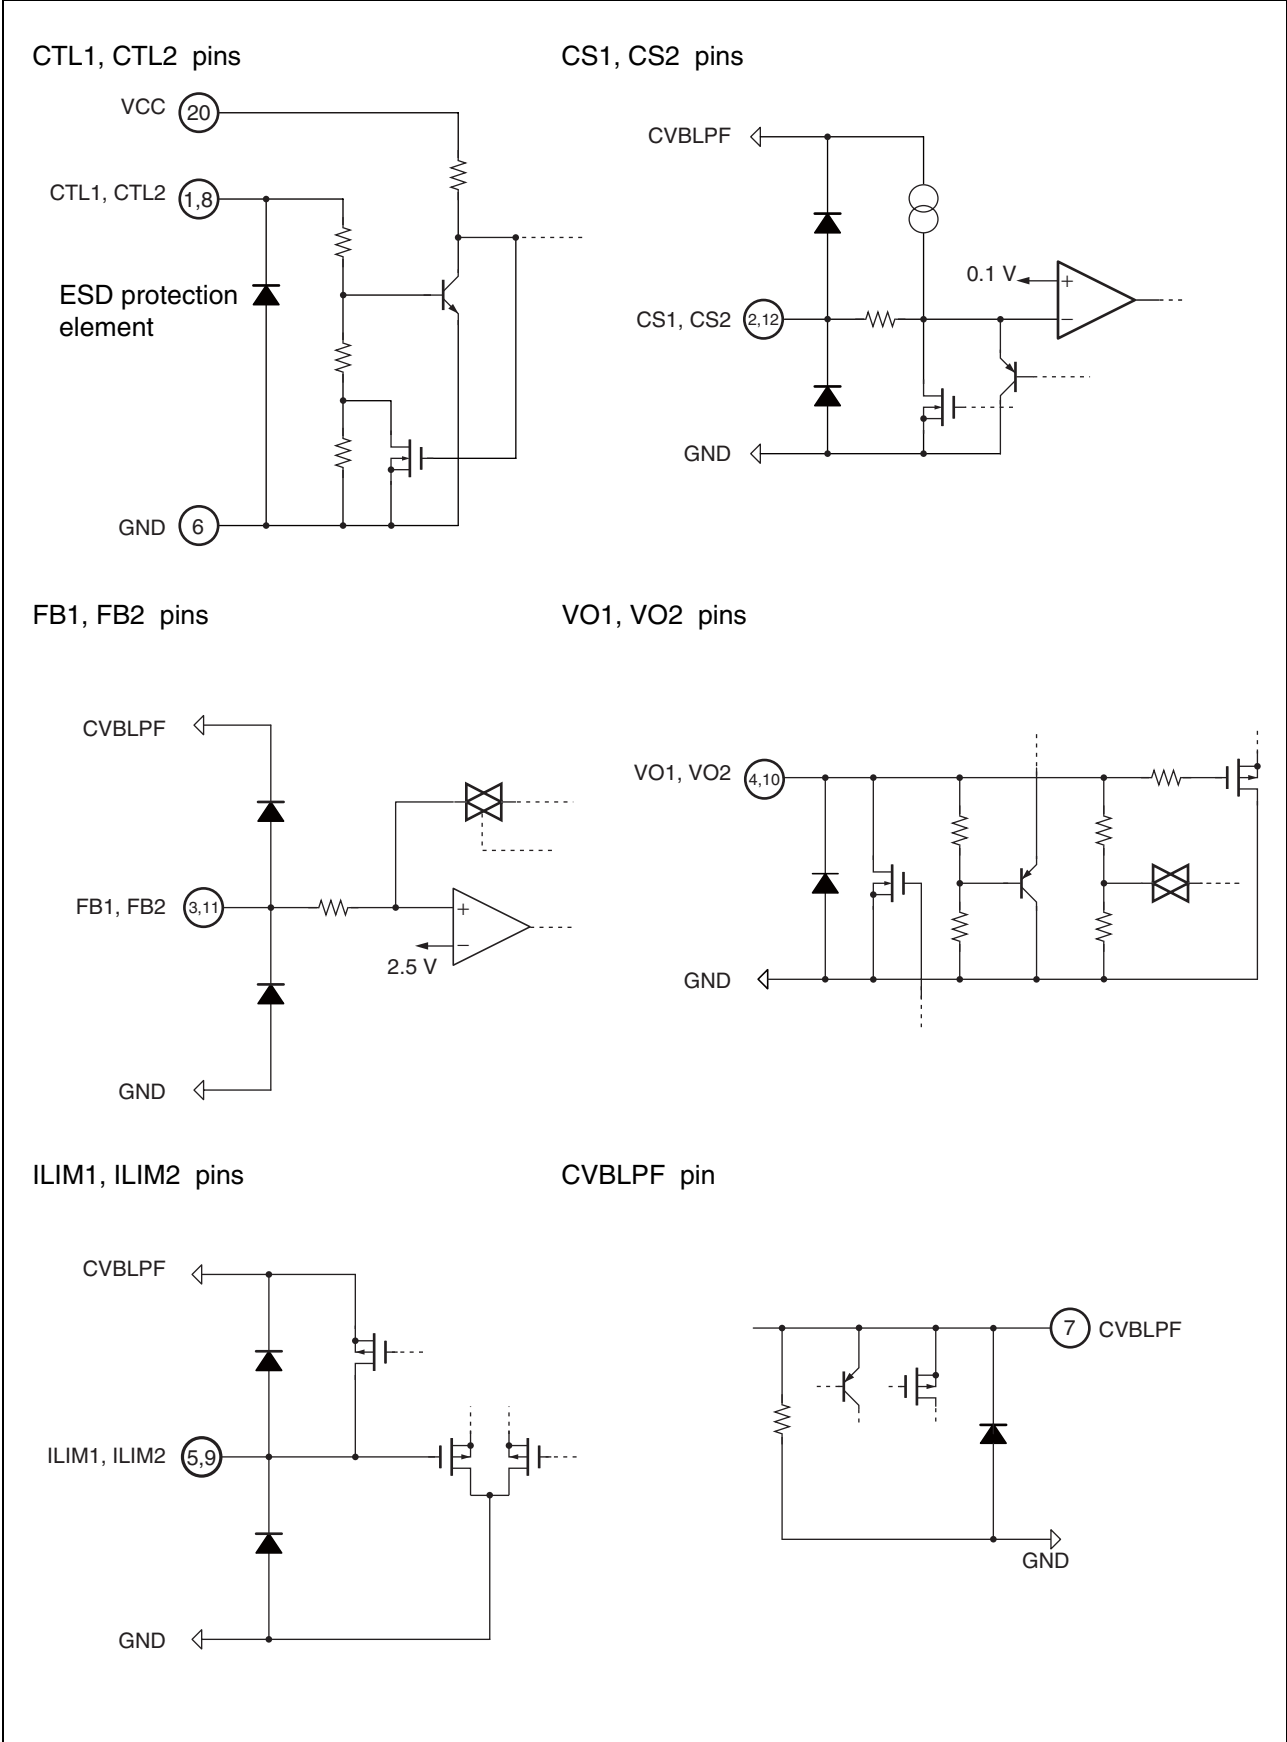 CTL1, CTL2 pins
VCC 20
CTL1, CTL2 1,8
ESD protection
element
GND 6
CS1, CS2 pins
CVBLPF
0.1 V
+
CS1, CS2 2,12
−
GND
FB1, FB2 pins
CVBLPF
FB1, FB2 3,11
+
−
2.5 V
GND
VO1, VO2 pins
VO1, VO2 4,10
GND
ILIM1, ILIM2 pins
CVBLPF
ILIM1, ILIM2 5,9
GND
CVBLPF pin
7 CVBLPF
GND